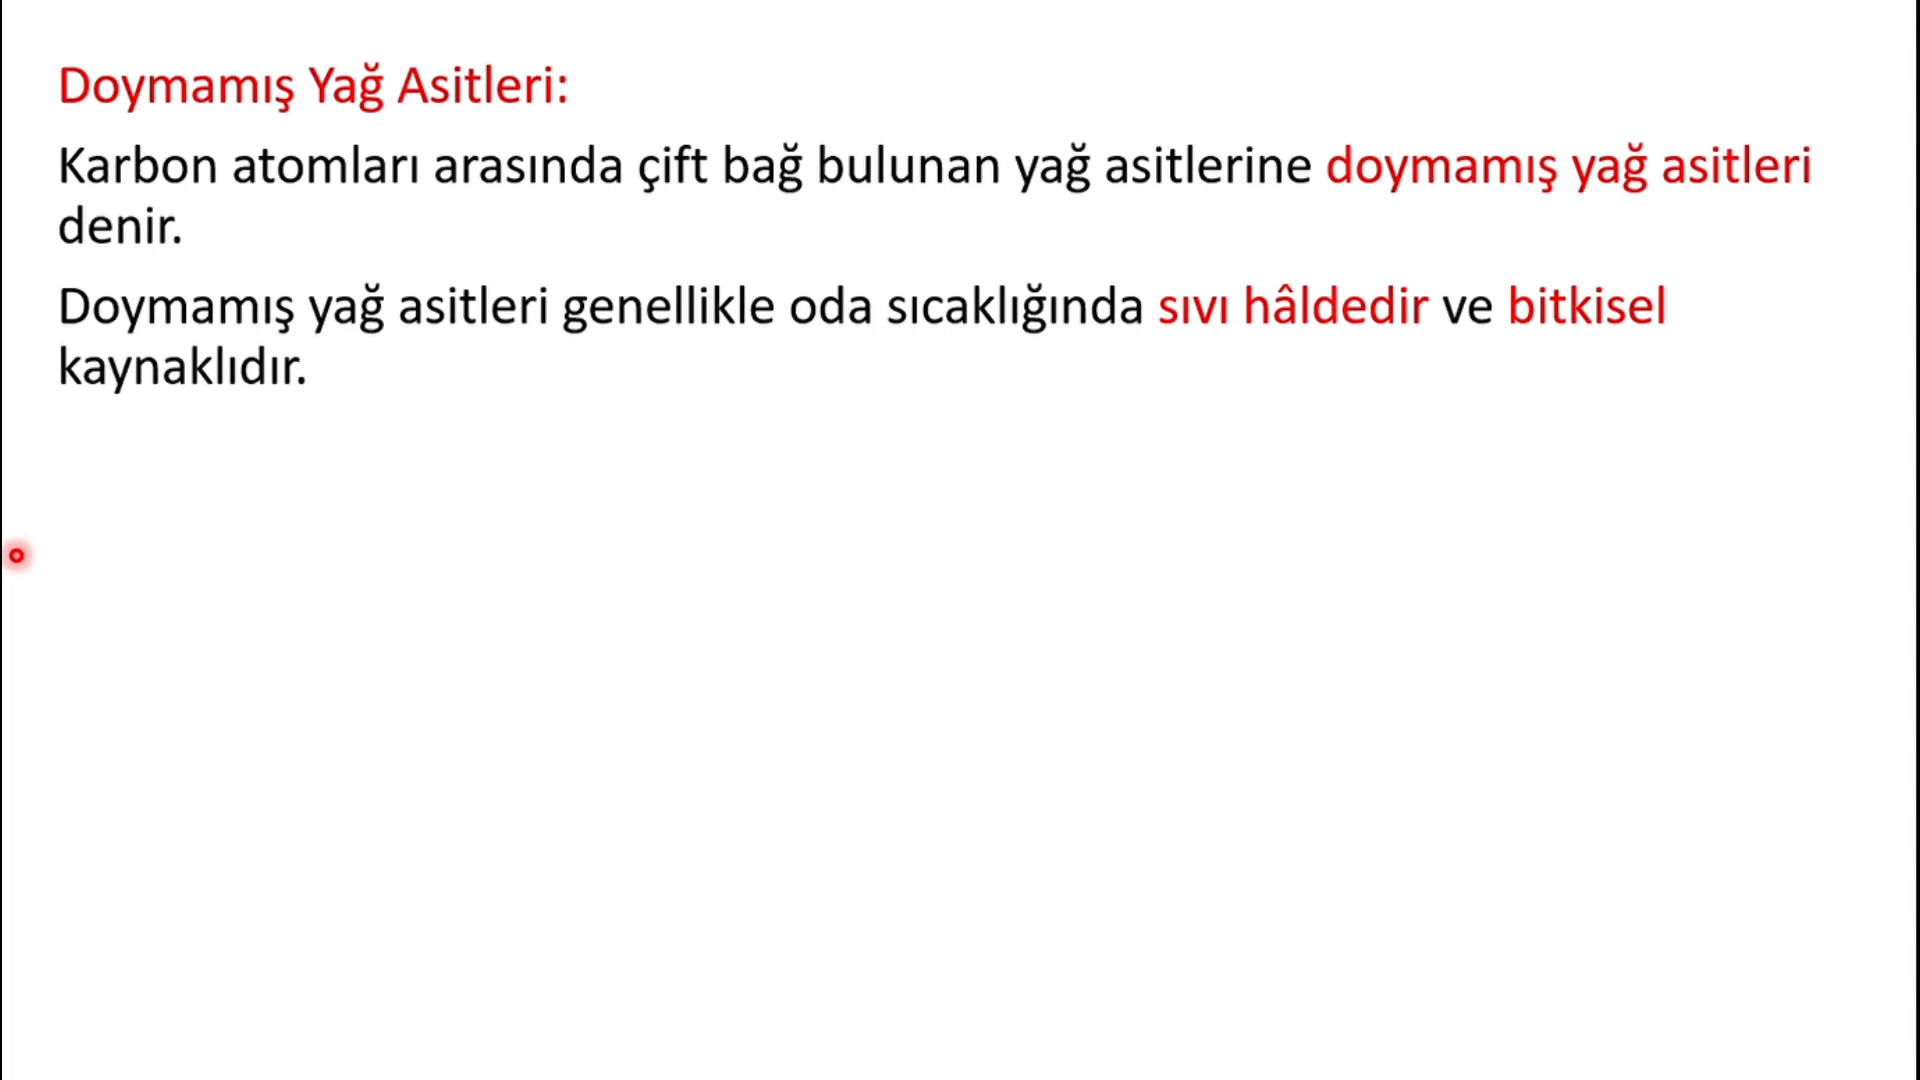 Doymamış Yağ Asitleri:
Karbon atomları arasında çift bağ bulunan yağ asitlerine doymamış yağ asitleri
denir.
Doymamış yağ asitleri genellikle oda sıcaklığında sıvı hâldedir ve bitkisel
kaynaklıdır.